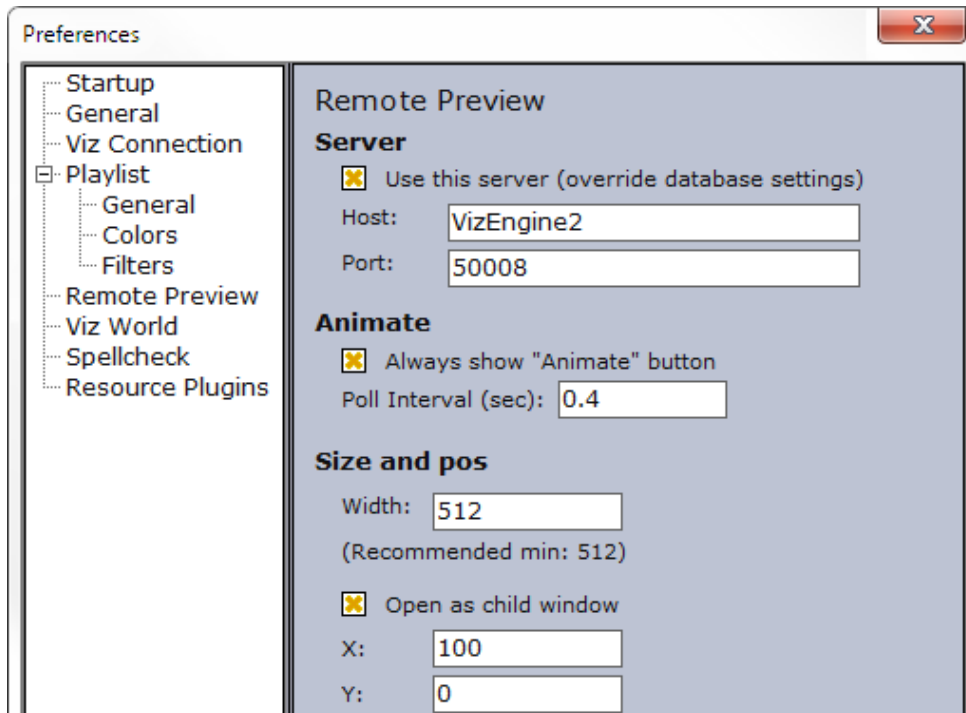 Preferences
Startup
General
Viz Connection
Playlist
General
Colors
Filters
Remote Preview
Viz World
Spellcheck
Resource Plugins
Remote Preview
Server
Use this server (override database settings)
Host: VizEngine2
Port: 50008
Animate
Always show "Animate" button
Poll Interval (sec): 0.4
Size and pos
Width: 512
(Recommended min: 512)
Open as child window
X: 100
Y: 0